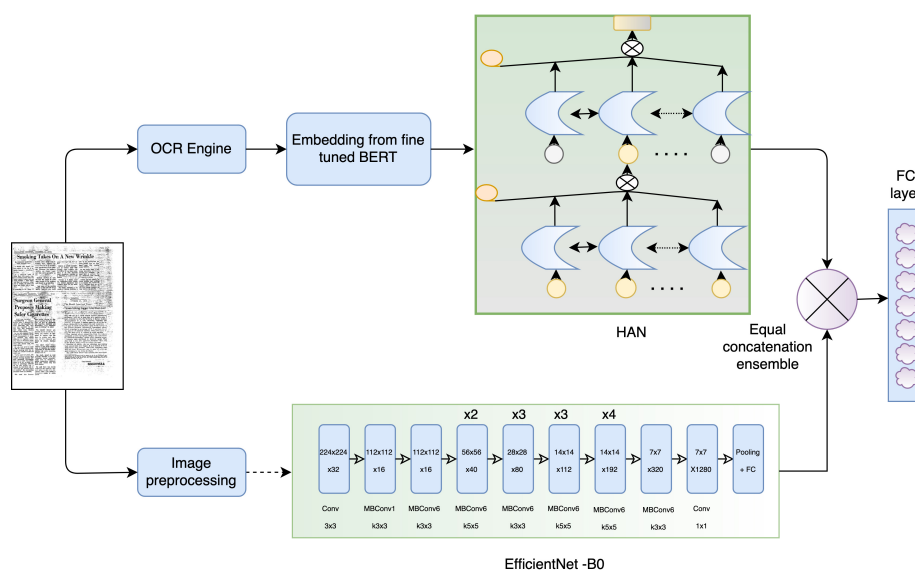 OCR Engine
Embedding from fine
tuned BERT
HAN
FC
laye
Equal
concatenation
ensemble
Smoking Takes On A New Wrinkle
Surgeon General
Proposes Making
Safer Cigarettes
Image
preprocessing
x2 x3 x3 x4
224x224 112x112 112x112 56x56 28x28 14x14 14x14 7x7 7x7 Pooling
x32 x16 x16 x40 x80 x112 x192 x320 X1280 + FC
Conv MBConv1 MBConv6 MBConv6 MBConv6 MBConv6 MBConv6 MBConv6 Conv
3x3 k3x3 k3x3 k5x5 k3x3 k5x5 k5x5 k3x3 1x1
EfficientNet -B0